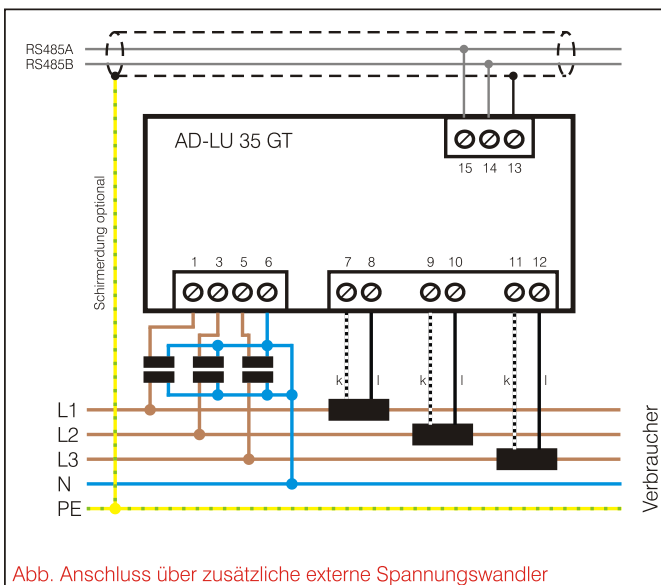 RS485A
RS485B
AD-LU 35 GT
15 14 13
Schirmerdung optional
1 3 5 6 7 8 9 10 11 12
k l k l k l
L1
L2
L3
N
PE
Verbraucher
Abb. Anschluss über zusätzliche externe Spannungswandler